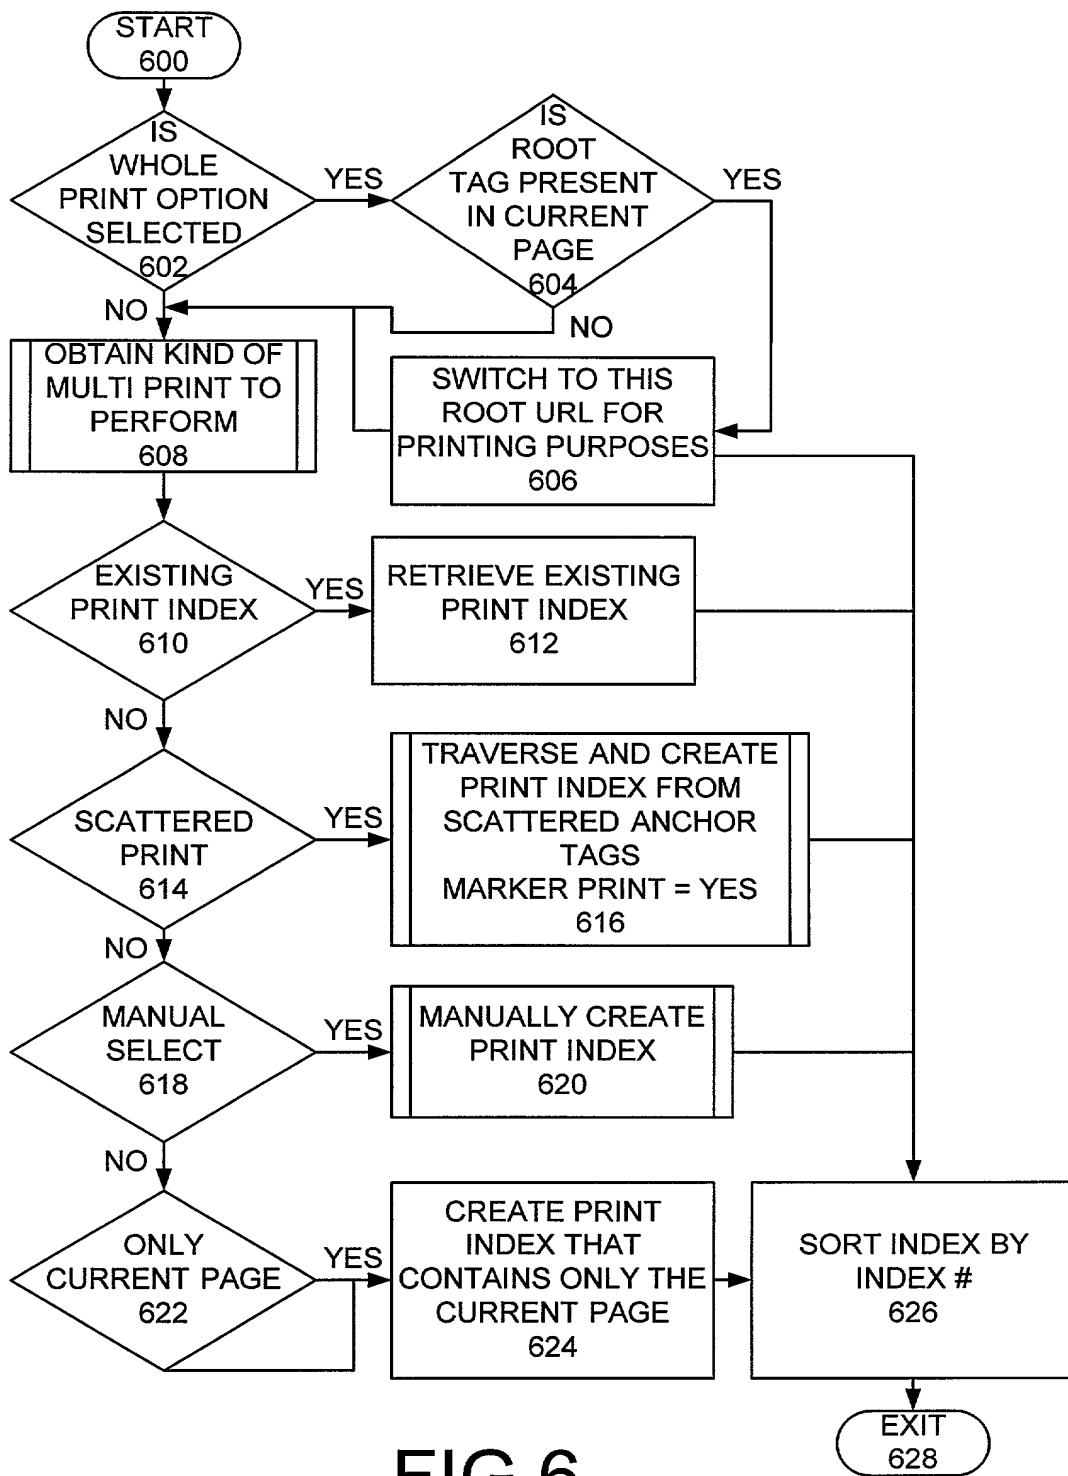 START
600
IS
WHOLE
PRINT OPTION
SELECTED
602
YES
IS
ROOT
TAG PRESENT
IN CURRENT
PAGE
604
YES
NO
NO
OBTAIN KIND OF
MULTI PRINT TO
PERFORM
608
SWITCH TO THIS
ROOT URL FOR
PRINTING PURPOSES
606
EXISTING
PRINT INDEX
610
YES
RETRIEVE EXISTING
PRINT INDEX
612
NO
SCATTERED
PRINT
614
YES
TRAVERSE AND CREATE
PRINT INDEX FROM
SCATTERED ANCHOR
TAGS
MARKER PRINT = YES
616
NO
MANUAL
SELECT
618
YES
MANUALLY CREATE
PRINT INDEX
620
NO
ONLY
CURRENT PAGE
622
YES
CREATE PRINT
INDEX THAT
CONTAINS ONLY THE
CURRENT PAGE
624
SORT INDEX BY
INDEX #
626
EXIT
628
FIG 6